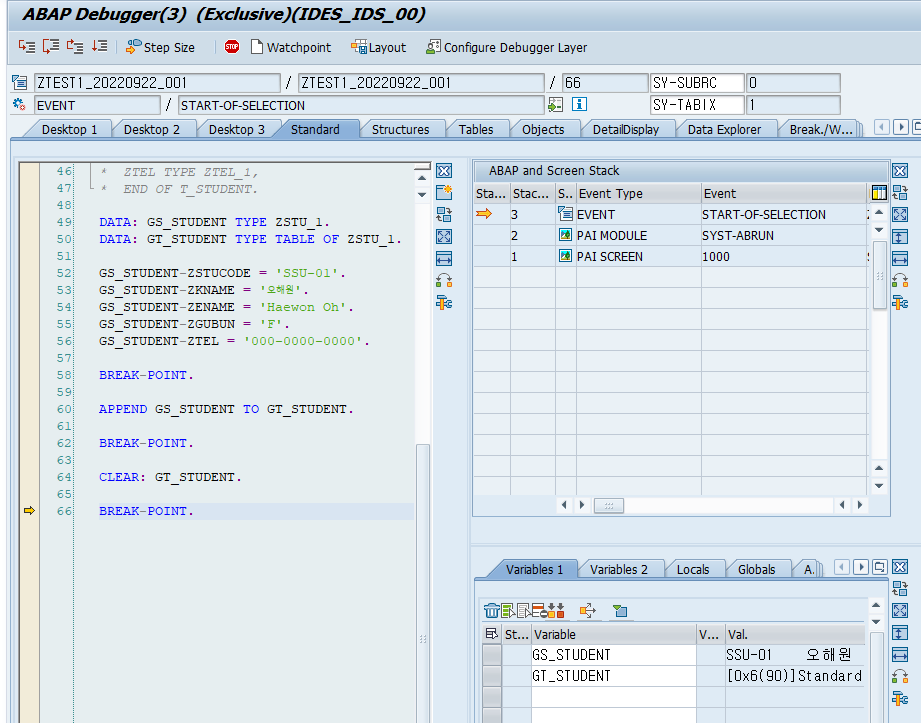 ABAP Debugger(3) (Exclusive)(IDES_IDS_00)
Step Size STOP Watchpoint Layout Configure Debugger Layer
ZTEST1_20220922_001 / ZTEST1_20220922_001 / 66 SY-SUBRC 0
EVENT / START-OF-SELECTION SY-TABIX 1
Desktop 1 Desktop 2 Desktop 3 Standard Structures Tables Objects DetailDisplay Data Explorer Break./W...
46 * ZTEL TYPE ZTEL_1,
47 * END OF T_STUDENT.
48
49 DATA: GS_STUDENT TYPE ZSTU_1.
50 DATA: GT_STUDENT TYPE TABLE OF ZSTU_1.
51
52 GS_STUDENT-ZSTUCODE = 'SSU-01'.
53 GS_STUDENT-ZKNAME = '오해원'.
54 GS_STUDENT-ZENAME = 'Haewon Oh'.
55 GS_STUDENT-ZGUBUN = 'F'.
56 GS_STUDENT-ZTEL = '000-0000-0000'.
57
58 BREAK-POINT.
59
60 APPEND GS_STUDENT TO GT_STUDENT.
61
62 BREAK-POINT.
63
64 CLEAR: GT_STUDENT.
65
66 BREAK-POINT.
ABAP and Screen Stack
Sta... Stac... S.. Event Type Event
3 EVENT START-OF-SELECTION
2 PAI MODULE SYST-ABRUN
1 PAI SCREEN 1000
Variables 1 Variables 2 Locals Globals A.
St... Variable V... Val.
GS_STUDENT SSU-01 오해원
GT_STUDENT [0x6(90)]Standard